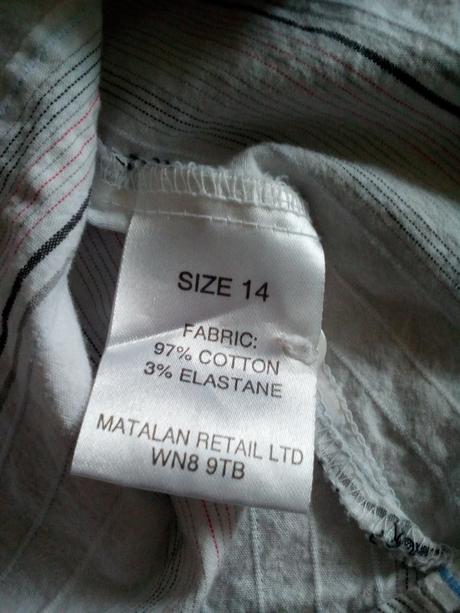 SIZE 14
FABRIC:
97% COTTON
3% ELASTANE
MATALAN RETAIL LTD
WN8 9TB